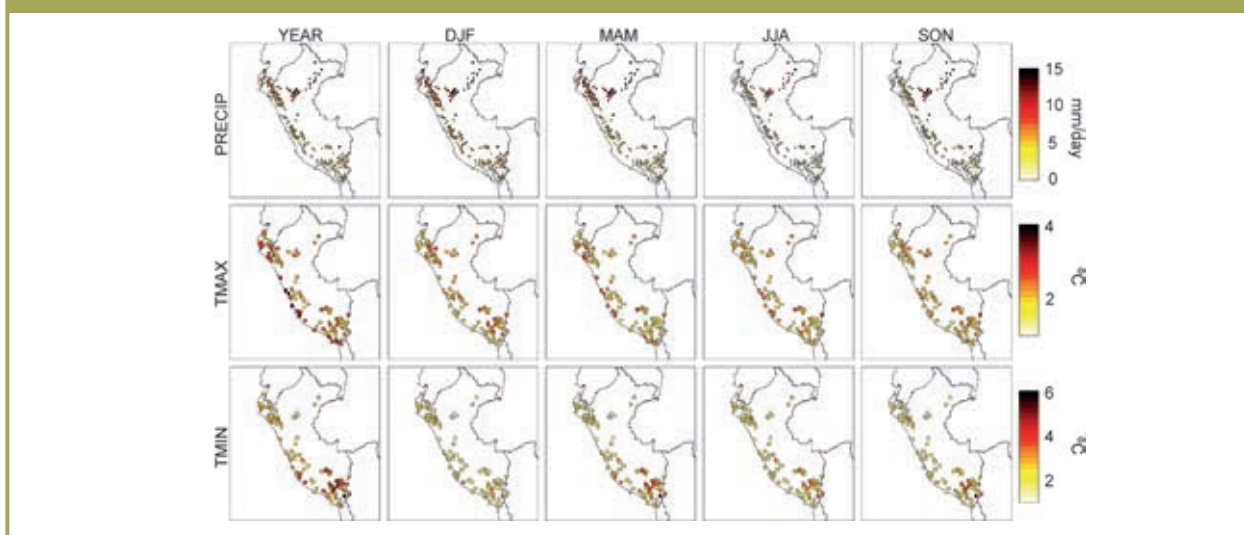 YEAR DJF MAM JJA SON
PRECIP
15
10
5
0
mm/day
TMAX
4
2
ºC
TMIN
6
4
2
ºC